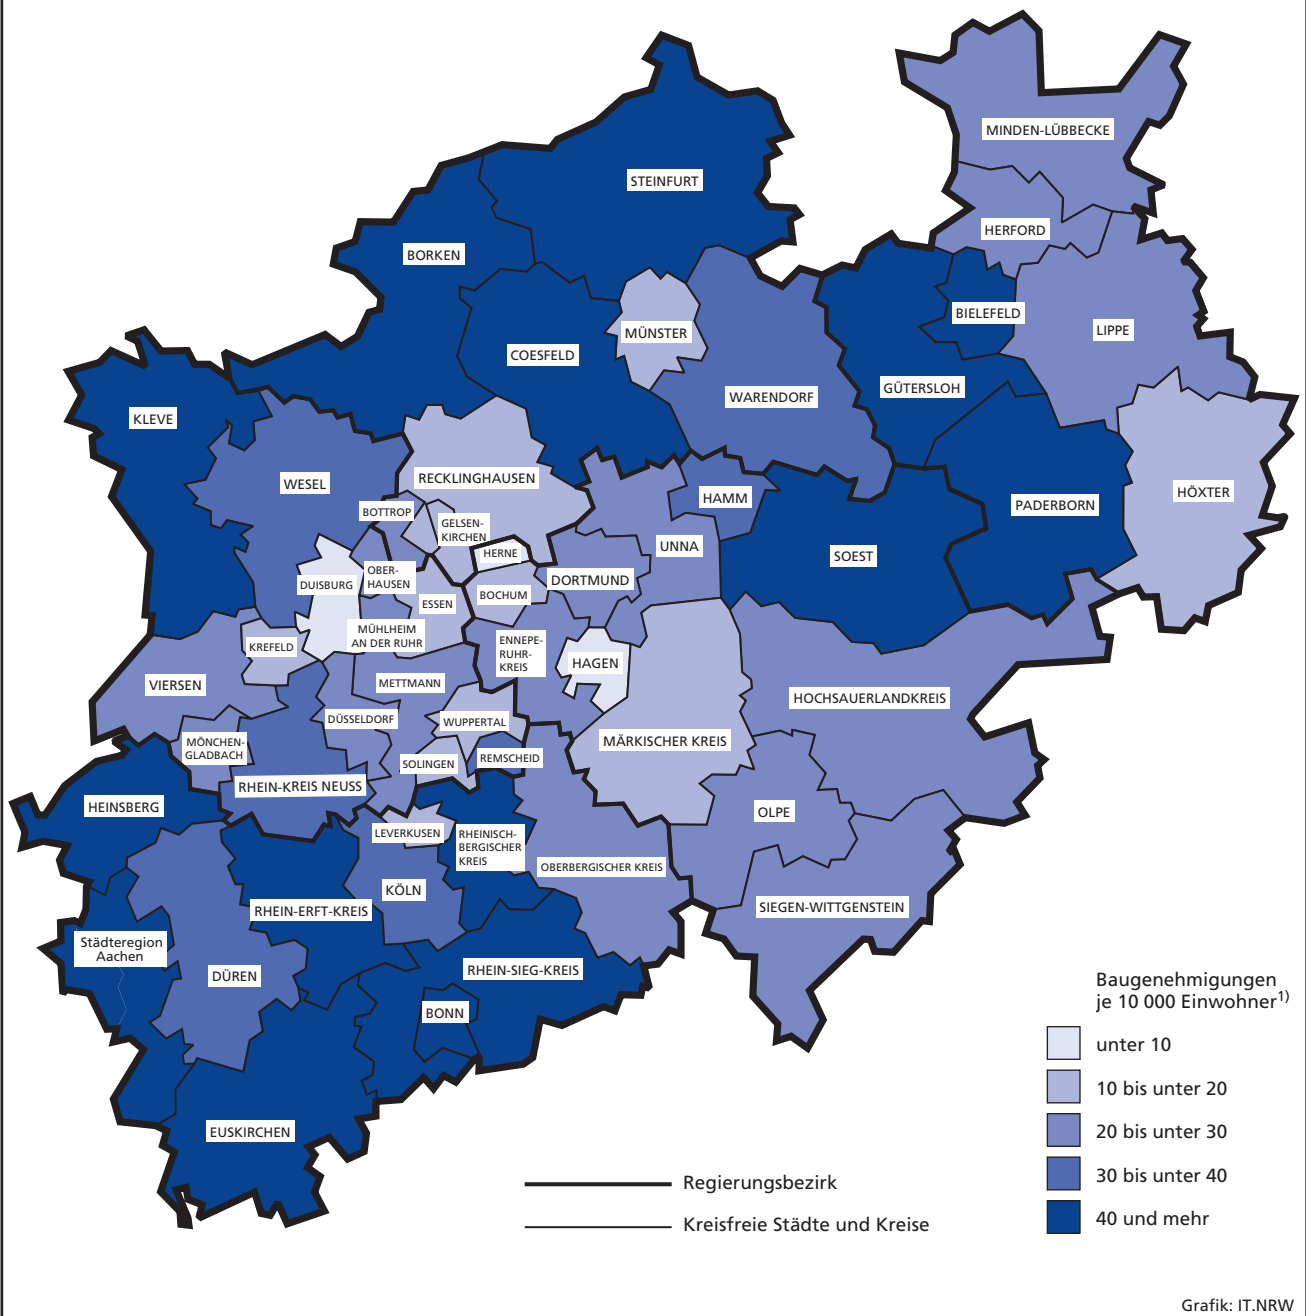 MINDEN-LÜBBECKE
STEINFURT
HERFORD
BORKEN
BIELEFELD
LIPPE
MÜNSTER
COESFELD
GÜTERSLOH
WARENDORF
KLEVE
RECKLINGHAUSEN
WESEL
HÖXTER
HAMM
PADERBORN
BOTTROP
GELSEN-
KIRCHEN
UNNA
HERNE
SOEST
OBER-
HAUSEN
DUISBURG
DORTMUND
BOCHUM
ESSEN
MÜHLHEIM
AN DER RUHR
KREFELD
ENNEPE-
RUHR-
KREIS
HAGEN
VIERSEN
METTMANN
HOCHSAUERLANDKREIS
DÜSSELDORF
WUPPERTAL
MÖNCHEN-
GLADBACH
MÄRKISCHER KREIS
SOLINGEN
REMSCHEID
RHEIN-KREIS NEUSS
HEINSBERG
OLPE
LEVERKUSEN
RHEINISCH-
BERGISCHER
KREIS
OBERBERGISCHER KREIS
KÖLN
RHEIN-ERFT-KREIS
SIEGEN-WITTGENSTEIN
Städteregion
Aachen
DÜREN
RHEIN-SIEG-KREIS
BONN
EUSKIRCHEN
Baugenehmigungen
je 10 000 Einwohner1)
unter 10
10 bis unter 20
20 bis unter 30
30 bis unter 40
40 und mehr
Regierungsbezirk
Kreisfreie Städte und Kreise
Grafik: IT.NRW